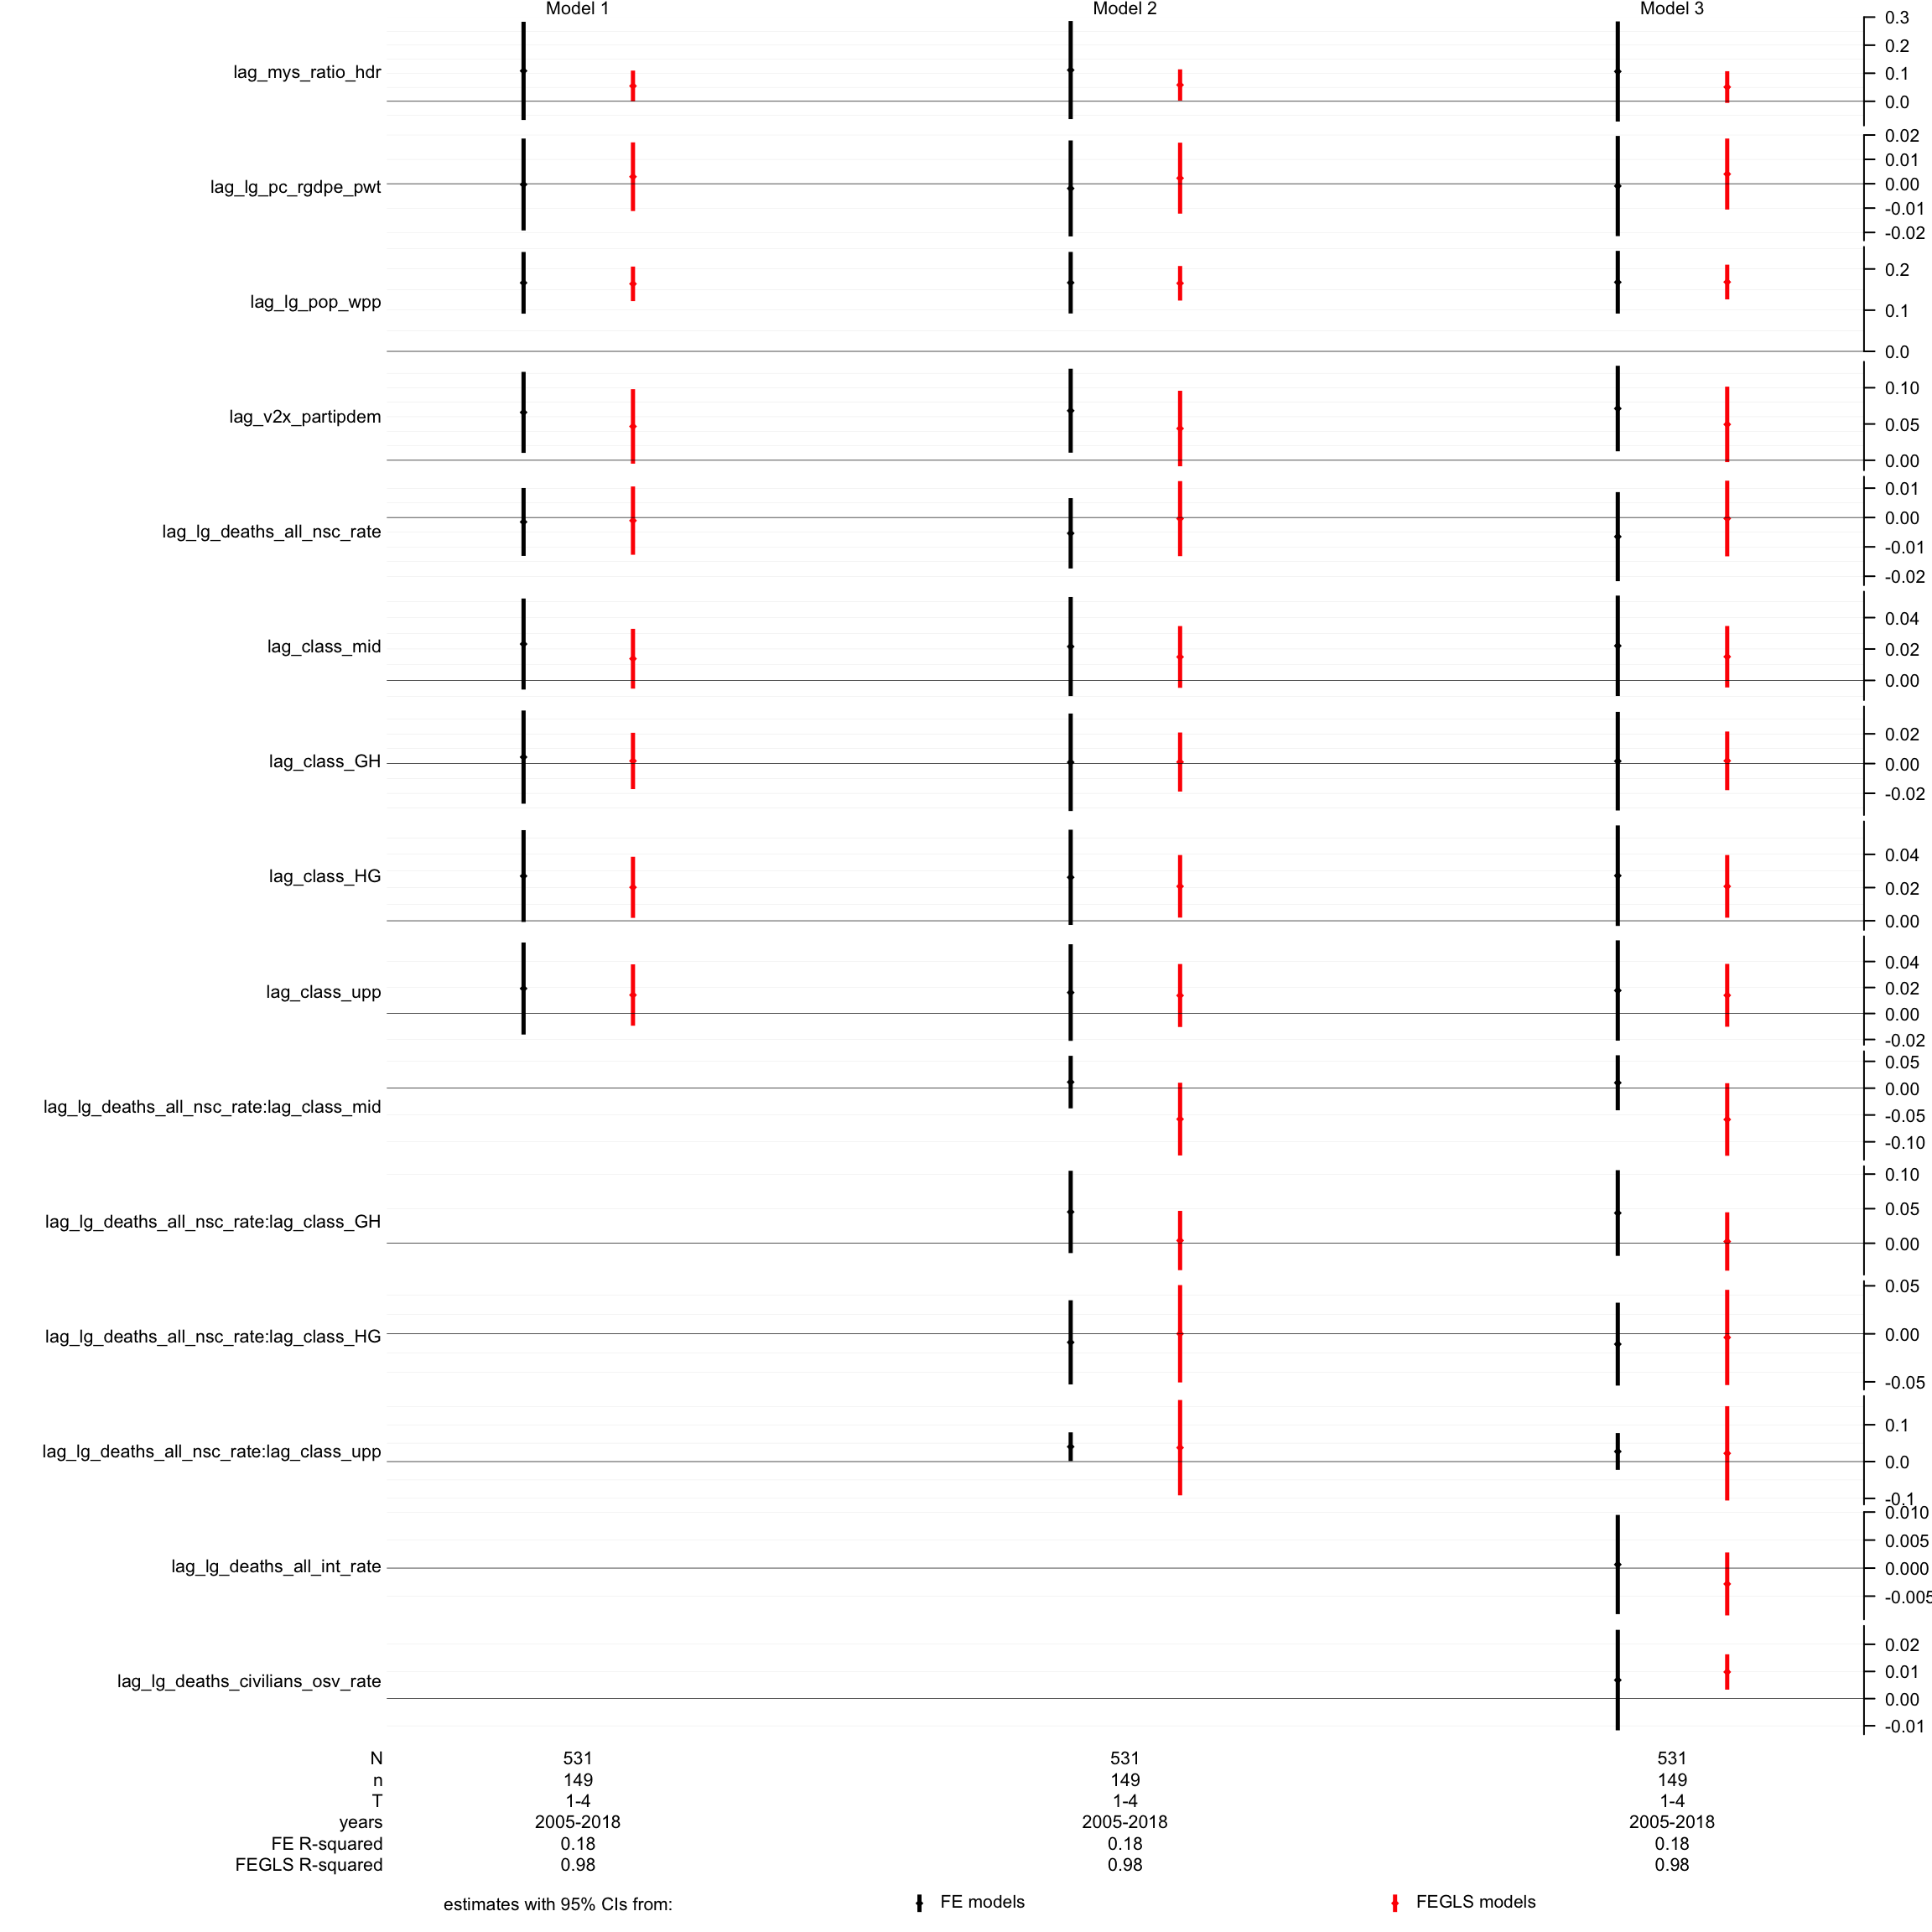 Model 1 Model 2 Model 3
lag_mys_ratio_hdr
0.3
0.2
0.1
0.0
lag_lg_pc_rgdpe_pwt
0.02
0.01
0.00
-0.01
-0.02
lag_lg_pop_wpp
0.2
0.1
0.0
lag_v2x_partipdem
0.10
0.05
0.00
lag_lg_deaths_all_nsc_rate
0.01
0.00
-0.01
-0.02
lag_class_mid
0.04
0.02
0.00
lag_class_GH
0.02
0.00
-0.02
lag_class_HG
0.04
0.02
0.00
lag_class_upp
0.04
0.02
0.00
-0.02
lag_lg_deaths_all_nsc_rate:lag_class_mid
0.05
0.00
-0.05
-0.10
lag_lg_deaths_all_nsc_rate:lag_class_GH
0.10
0.05
0.00
lag_lg_deaths_all_nsc_rate:lag_class_HG
0.05
0.00
-0.05
lag_lg_deaths_all_nsc_rate:lag_class_upp
0.1
0.0
-0.1
lag_lg_deaths_all_int_rate
0.010
0.005
0.000
-0.005
lag_lg_deaths_civilians_osv_rate
0.02
0.01
0.00
-0.01
N 531 531 531
n 149 149 149
T 1-4 1-4 1-4
years 2005-2018 2005-2018 2005-2018
FE R-squared 0.18 0.18 0.18
FEGLS R-squared 0.98 0.98 0.98
estimates with 95% CIs from: FE models FEGLS models